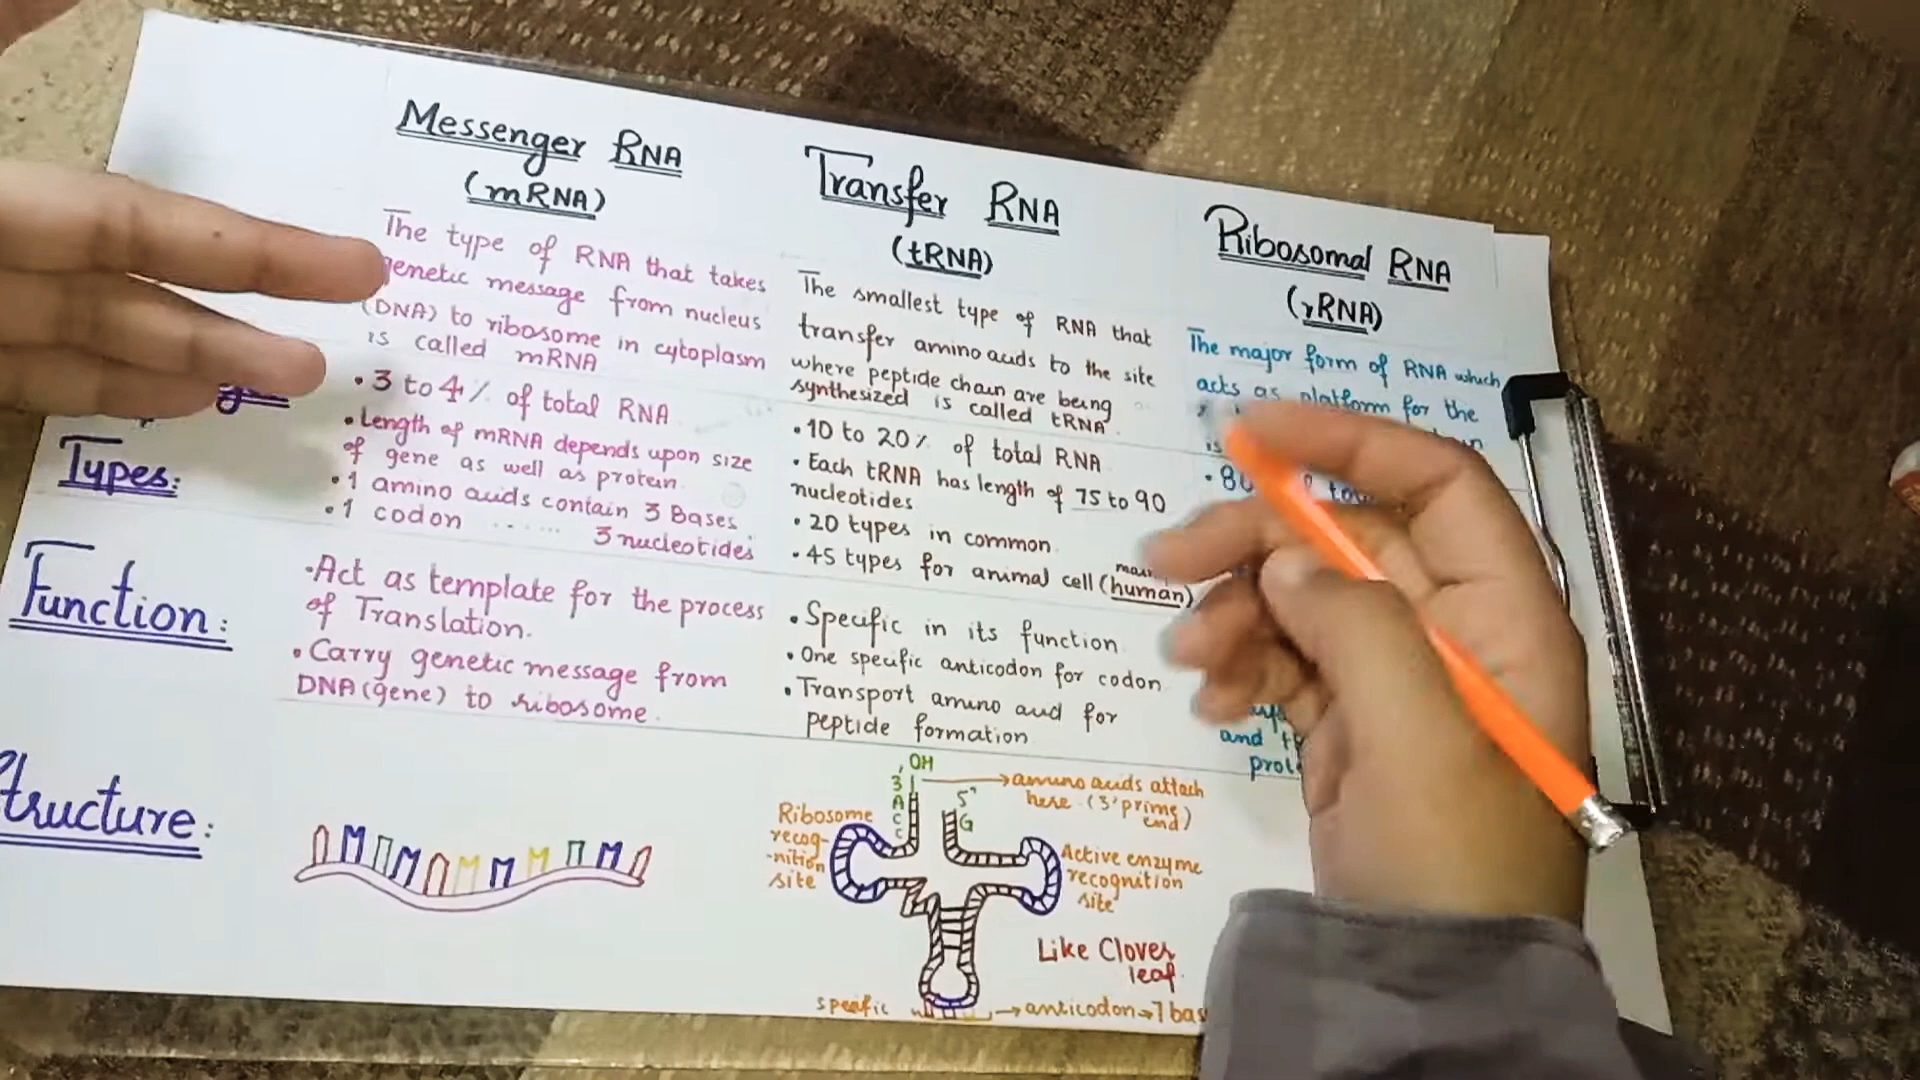 Messenger RNA
(mRNA)
The type of RNA that takes
genetic message from nucleus
(DNA) to ribosome in cytoplasm
is called mRNA
• 3 to 4% of total RNA
• Length of mRNA depends upon size
of gene as well as protein.
• 1 amino acids contain 3 Bases.
• 1 codon ...... 3 nucleotides
• Act as template for the process
of Translation.
• Carry genetic message from
DNA (gene) to ribosome.
Transfer RNA
(tRNA)
The smallest type of RNA that
transfer amino acids to the site
where peptide chain are being
synthesized is called tRNA.
• 10 to 20% of total RNA
• Each tRNA has length of 75 to 90
nucleotides
• 20 types in common
• 45 types for animal cell (human)
• Specific in its function.
• One specific anticodon for codon
• Transport amino acid for
peptide formation
Ribosomal RNA
(rRNA)
The major form of RNA which
acts as platform for the
is
and
Types:
Function:
Structure:
OH
3'
A
C
C
5'
G
amino acids attach
here. (3' prime
end)
Ribosome
recog-
-nition
site
Active enzyme
recognition
site
Like Clover
leaf.
specific
anticodon → 7